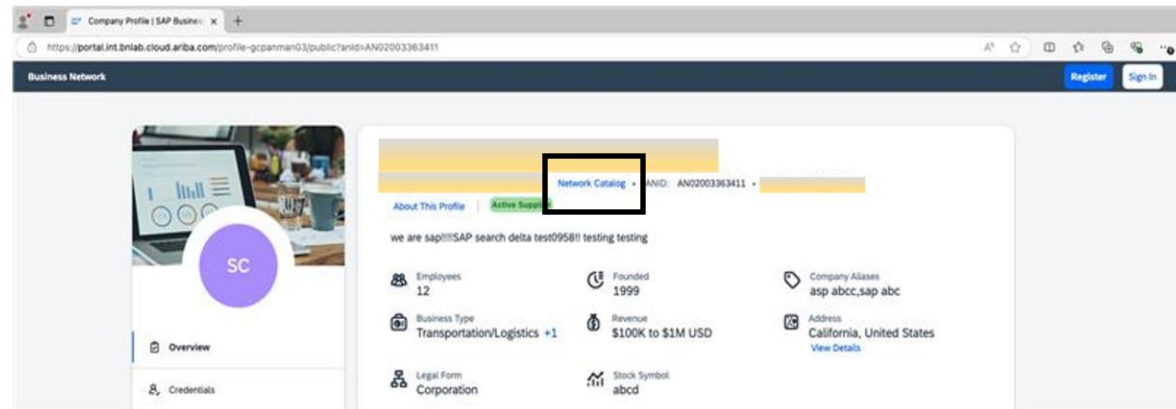 Company Profile | SAP Busines
https://portal.int.bnlab.cloud.ariba.com/profile-gcpanman03/public?anId=AN02003363411
Business Network
Register
Sign In
Network Catalog • ANID: AN02003363411 •
About This Profile | Active Supplier
we are sap!!!!SAP search delta test0958!! testing testing
SC
Employees
12
Founded
1999
Company Aliases
asp abcc,sap abc
Business Type
Transportation/Logistics +1
Revenue
$100K to $1M USD
Address
California, United States
View Details
Legal Form
Corporation
Stock Symbol
abcd
Overview
Credentials